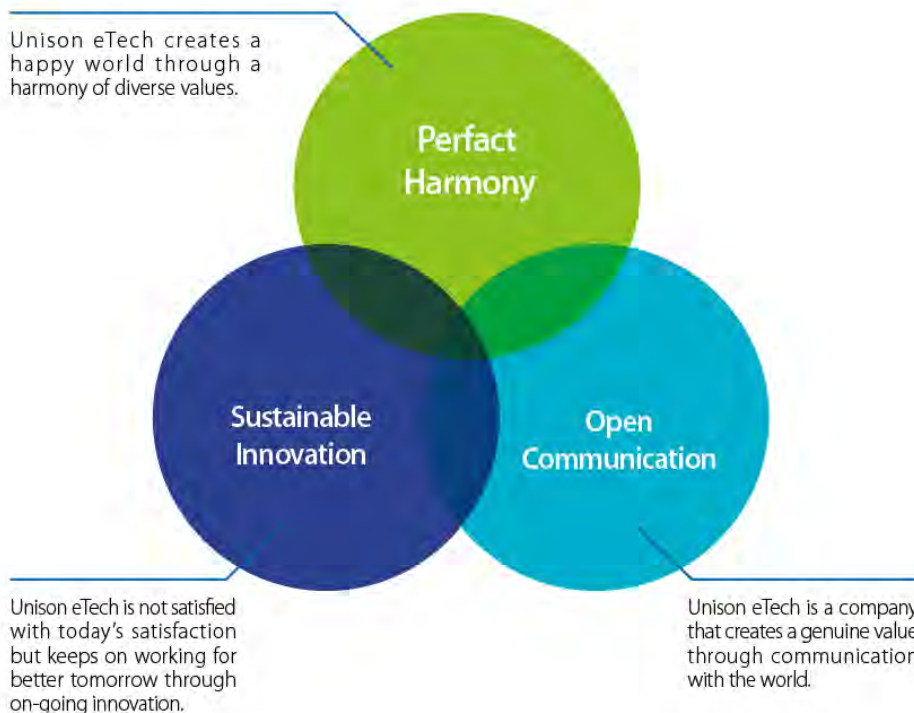 Unison eTech creates a
happy world through a
harmony of diverse values.
Perfact
Harmony
Sustainable
Innovation
Open
Communication
Unison eTech is not satisfied
with today's satisfaction
but keeps on working for
better tomorrow through
on-going innovation.
Unison eTech is a company
that creates a genuine value
through communication
with the world.